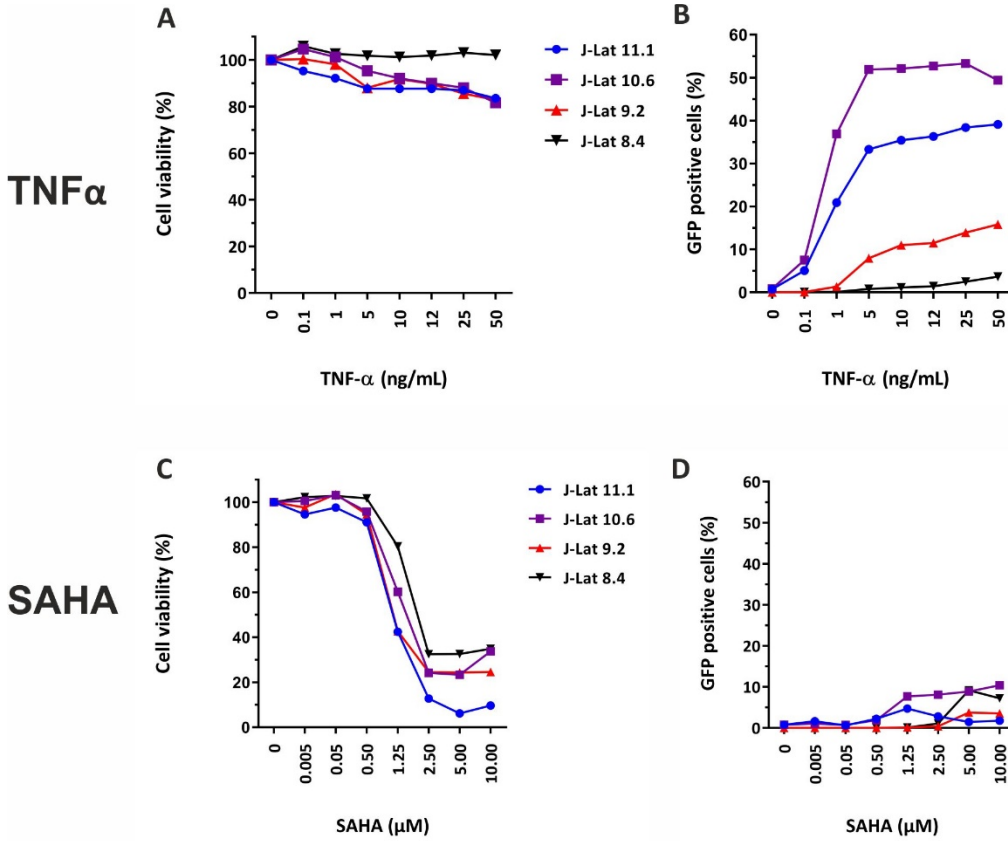 A
B
TNFα
Cell viability (%)
100
80
60
40
20
0
0
0.1
1
5
10
12
25
50
TNF-α (ng/mL)
J-Lat 11.1
J-Lat 10.6
J-Lat 9.2
J-Lat 8.4
GFP positive cells (%)
60
50
40
30
20
10
0
0
0.1
1
5
10
12
25
50
TNF-α (ng/mL)
C
D
SAHA
Cell viability (%)
100
80
60
40
20
0
0
0.005
0.05
0.50
1.25
2.50
5.00
10.00
SAHA (µM)
J-Lat 11.1
J-Lat 10.6
J-Lat 9.2
J-Lat 8.4
GFP positive cells (%)
60
50
40
30
20
10
0
0
0.005
0.05
0.50
1.25
2.50
5.00
10.00
SAHA (µM)